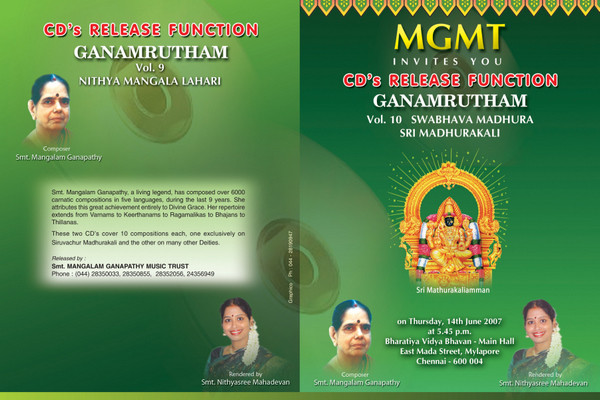 CD's RELEASE FUNCTION
GANAMRUTHAM
Vol. 9
NITHYA MANGALA LAHARI
Composer
Smt. Mangalam Ganapathy
Smt. Mangalam Ganapathy, a living legend, has composed over 6000
carnatic compositions in five languages, during the last 9 years. She
attributes this great achievement entirely to Divine Grace. Her repertoire
extends from Varnams to Keerthanams to Ragamalikas to Bhajans to
Thillanas.
These two CD's cover 10 compositions each, one exclusively on
Siruvachur Madhurakali and the other on many other Deities.
Released by :
Smt. MANGALAM GANAPATHY MUSIC TRUST
Phone : (044) 28350033, 28350855, 28352056, 24356949
Rendered by
Smt. Nithyasree Mahadevan
Graphics : Ph : 044 - 28190847
MGMT
INVITES YOU
CD's RELEASE FUNCTION
GANAMRUTHAM
Vol. 10 SWABHAVA MADHURA
SRI MADHURAKALI
Sri Mathurakaliamman
on Thursday, 14th June 2007
at 5.45 p.m.
Bharatiya Vidya Bhavan - Main Hall
East Mada Street, Mylapore
Chennai - 600 004
Composer
Smt. Mangalam Ganapathy
Rendered by
Smt. Nithyasree Mahadevan